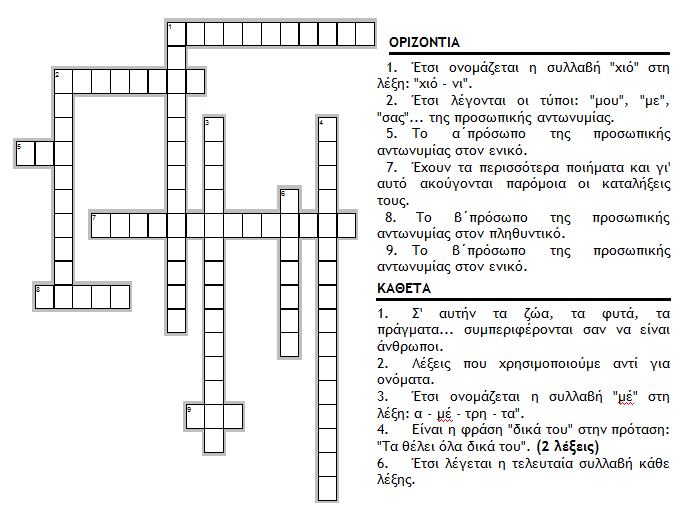 1
2
3
4
5
6
7
8
9
ΟΡΙΖΟΝΤΙΑ
1. Έτσι ονομάζεται η συλλαβή "χιό" στη
λέξη: "χιό - νι".
2. Έτσι λέγονται οι τύποι: "μου", "με",
"σας"... της προσωπικής αντωνυμίας.
5. Το α΄πρόσωπο της προσωπικής
αντωνυμίας στον ενικό.
7. Έχουν τα περισσότερα ποιήματα και γι'
αυτό ακούγονται παρόμοια οι καταλήξεις
τους.
8. Το β΄πρόσωπο της προσωπικής
αντωνυμίας στον πληθυντικό.
9. Το β΄πρόσωπο της προσωπικής
αντωνυμίας στον ενικό.
ΚΑΘΕΤΑ
1. Σ' αυτήν τα ζώα, τα φυτά, τα
πράγματα... συμπεριφέρονται σαν να είναι
άνθρωποι.
2. Λέξεις που χρησιμοποιούμε αντί για
ονόματα.
3. Έτσι ονομάζεται η συλλαβή "μέ" στη
λέξη: α - μέ - τρη - τα".
4. Είναι η φράση "δικά του" στην πρόταση:
"Τα θέλει όλα δικά του". (2 λέξεις)
6. Έτσι λέγεται η τελευταία συλλαβή κάθε
λέξης.